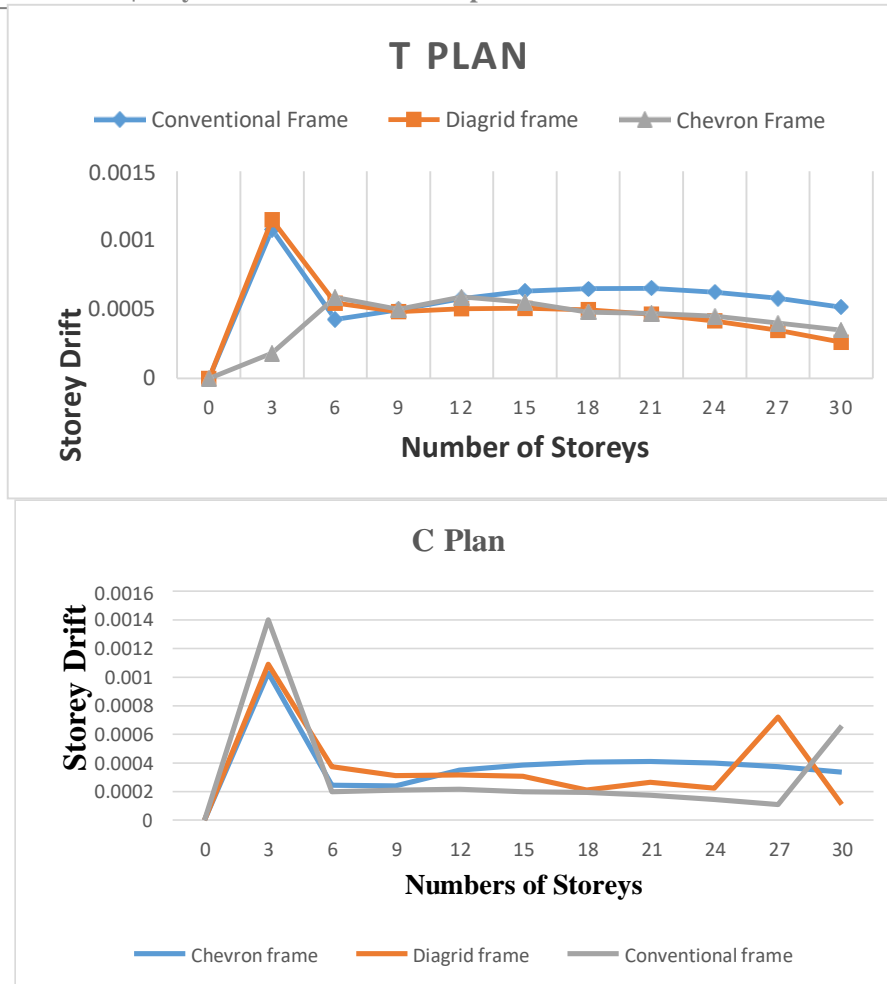 T PLAN
Conventional Frame Diagrid frame Chevron Frame
0.0015
0.001
0.0005
0
Storey Drift
0 3 6 9 12 15 18 21 24 27 30
Number of Storeys
C Plan
0.0016
0.0014
0.0012
0.001
0.0008
0.0006
0.0004
0.0002
0
Storey Drift
0 3 6 9 12 15 18 21 24 27 30
Numbers of Storeys
Chevron frame Diagrid frame Conventional frame